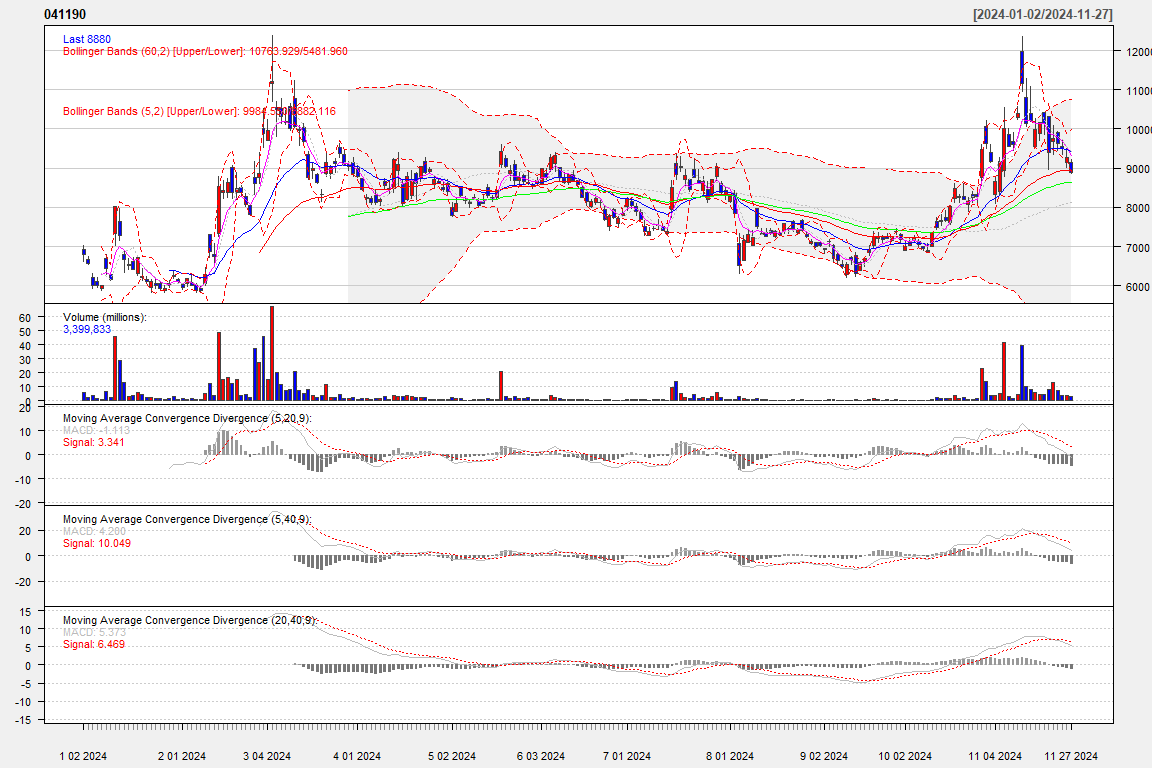 041190
[2024-01-02/2024-11-27]
Last 8880
Bollinger Bands (60,2) [Upper/Lower]: 10763.929/5481.960
Bollinger Bands (5,2) [Upper/Lower]:
12000
11000
10000
9000
8000
7000
6000
Volume (millions):
3,399,833
60
50
40
30
20
10
0
Moving Average Convergence Divergence (5,20,9):
MACD: -1.113
Signal: 3.341
20
10
0
-10
-20
Moving Average Convergence Divergence (5,40,9):
MACD: 4.280
Signal: 10.049
20
0
-20
Moving Average Convergence Divergence (20,40,9):
MACD: 5.373
Signal: 6.469
15
10
5
0
-5
-10
-15
1 02 2024
2 01 2024
3 04 2024
4 01 2024
5 02 2024
6 03 2024
7 01 2024
8 01 2024
9 02 2024
10 02 2024
11 04 2024
11 27 2024